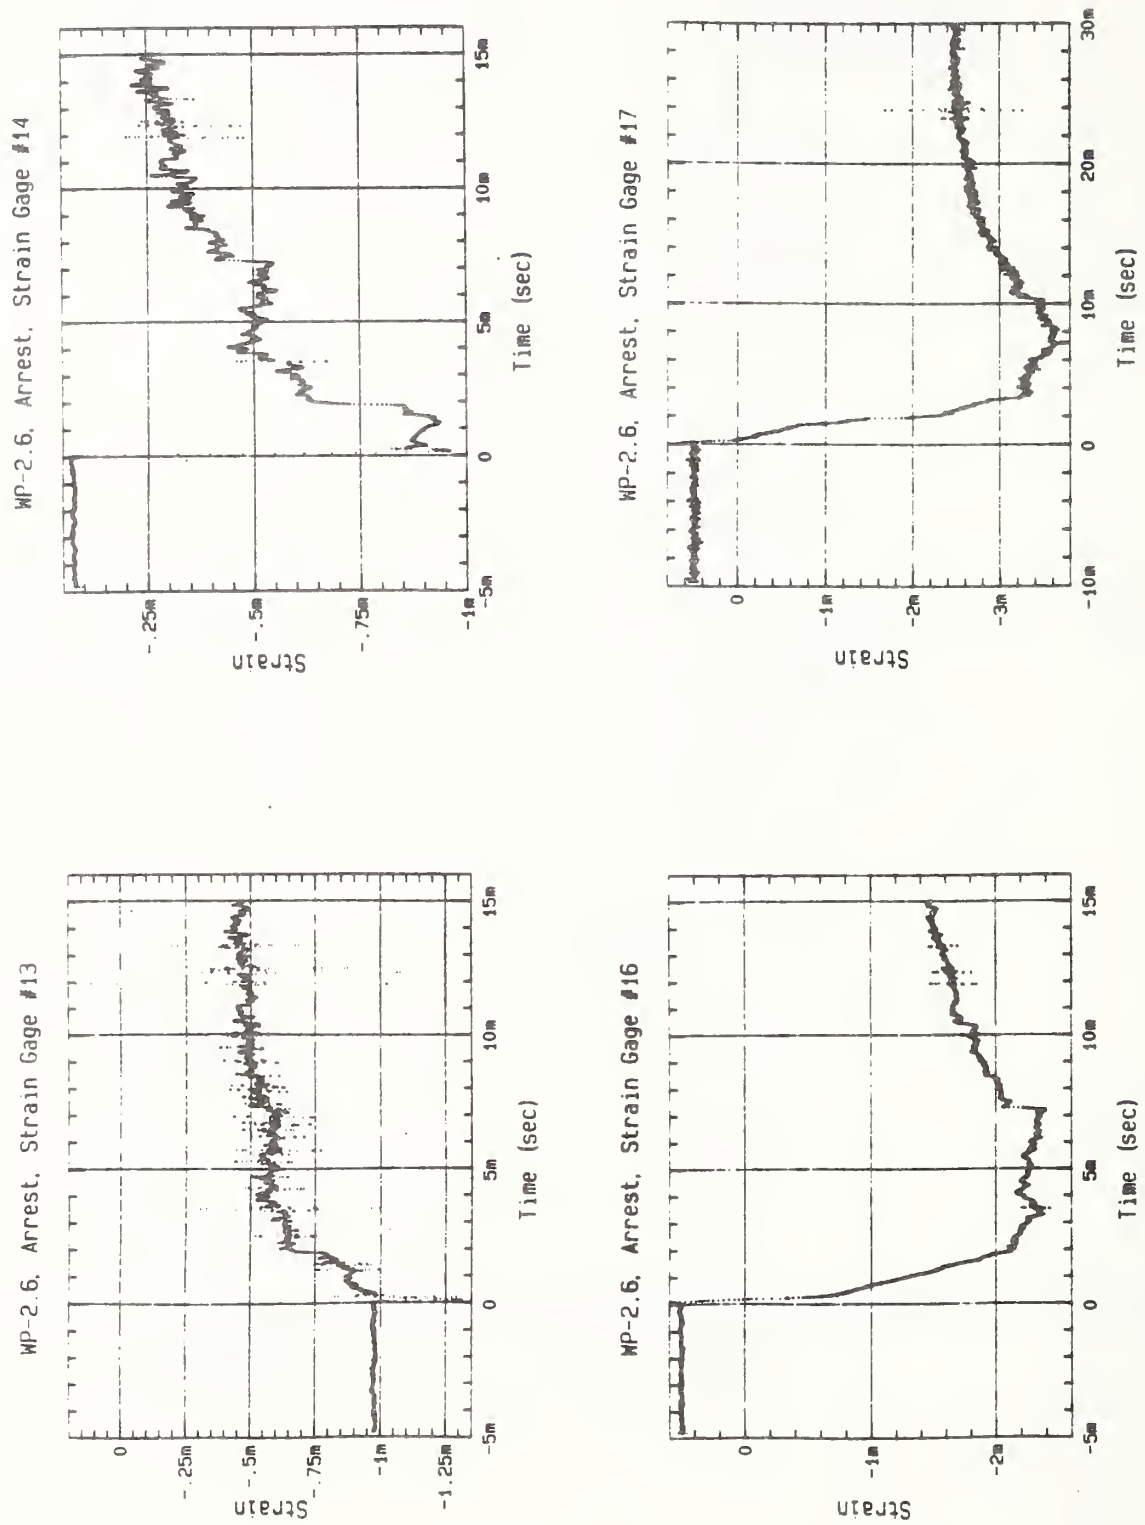 WP-2.6, Arrest, Strain Gage #13
Strain
0
-.25m
-.5m
-.75m
-1m
-1.25m
-5m
0
5m
10m
15m
Time (sec)
WP-2.6, Arrest, Strain Gage #14
Strain
-.25m
-.5m
-.75m
-1m
-5m
0
5m
10m
15m
Time (sec)
WP-2.6, Arrest, Strain Gage #16
Strain
0
-1m
-2m
-5m
0
5m
10m
15m
Time (sec)
WP-2.6, Arrest, Strain Gage #17
Strain
0
-1m
-2m
-3m
-10m
0
10m
20m
30m
Time (sec)